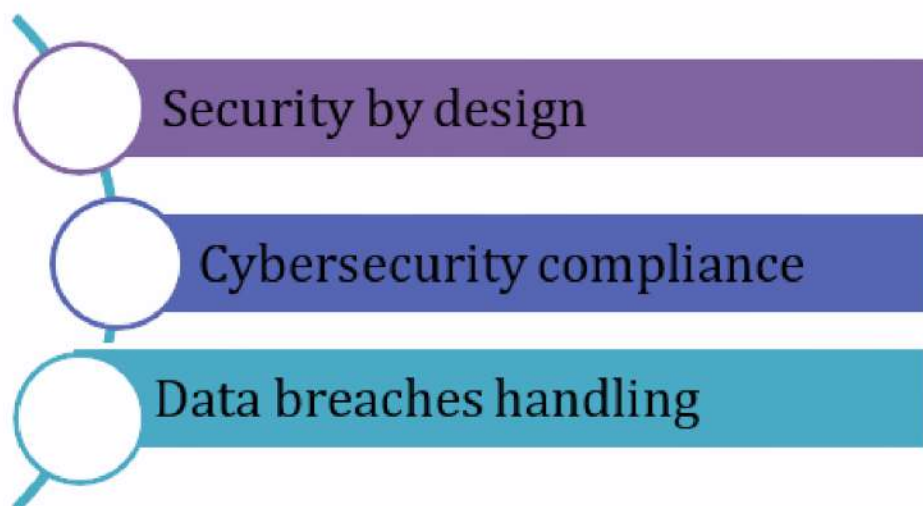 Security by design
Cybersecurity compliance
Data breaches handling